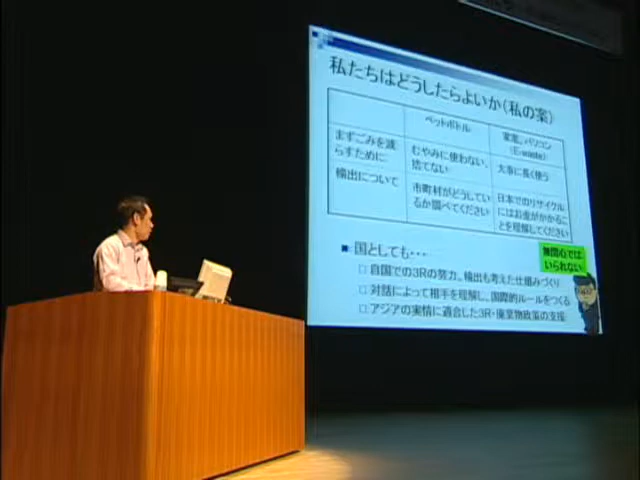 私たちはどうしたらよいか(私の案)
ペットボトル
家電、パソコン
(E-waste)
まずごみを減
らすために
むやみに使わない、
捨てない
大事に長く使う
輸出について
市町村がどうしてい
るか調べてください
日本でのリサイクル
にはお金がかかるこ
とを理解してください
■国としても…
□自国での3Rの努力、輸出も考えた仕組みづくり
□対話によって相手を理解し、国際的ルールをつくる
□アジアの実情に適合した3R・廃棄物政策の支援
無関心では
いられない